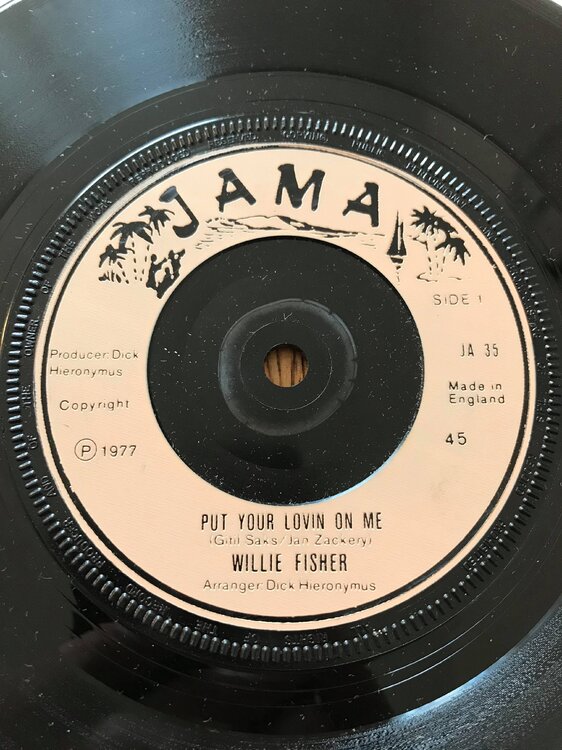 JAMA
SIDE 1
JA 35
Made in
England
45
Producer: Dick
Hieronymus
Copyright
Ⓟ 1977
PUT YOUR LOVIN ON ME
(Gitil Saks/Jan Zackery)
WILLIE FISHER
Arranger: Dick Hieronymus